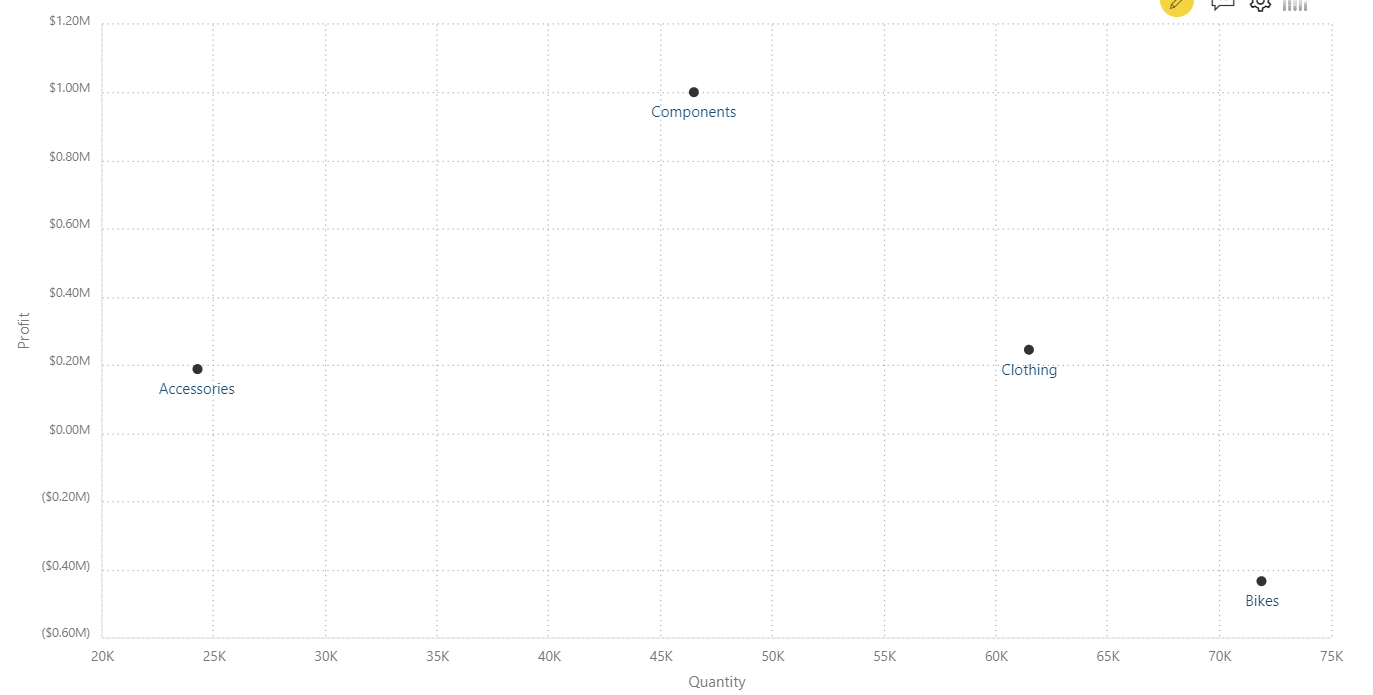 $1.20M
$1.00M
Components
$0.80M
$0.60M
$0.40M
Profit
$0.20M
Clothing
Accessories
$0.00M
($0.20M)
($0.40M)
Bikes
($0.60M)
20K 25K 30K 35K 40K 45K 50K 55K 60K 65K 70K 75K
Quantity